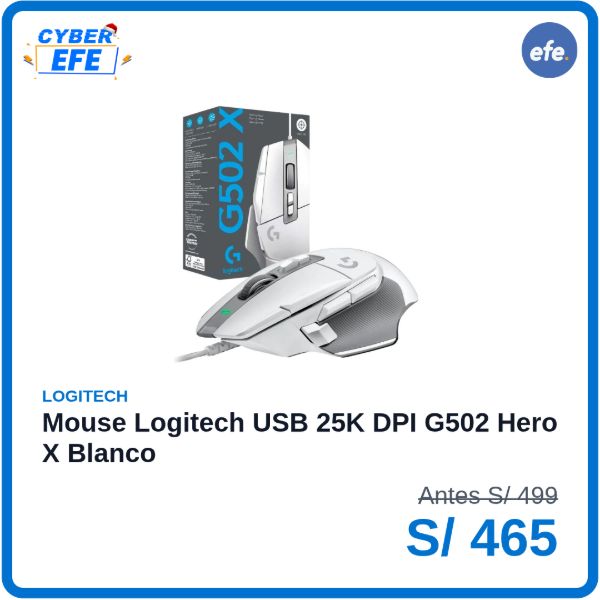 CYBER
EFE
efe.
G502 X
logitech
LOGITECH
Mouse Logitech USB 25K DPI G502 Hero
X Blanco
Antes S/ 499
S/ 465